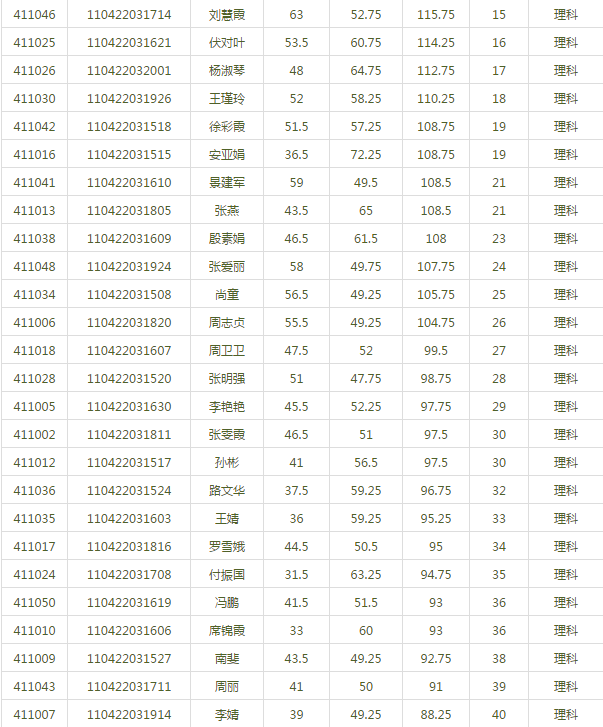 411046 110422031714 刘慧霞 63 52.75 115.75 15 理科
411025 110422031621 伏对叶 53.5 60.75 114.25 16 理科
411026 110422032001 杨淑琴 48 64.75 112.75 17 理科
411030 110422031926 王瑾玲 52 58.25 110.25 18 理科
411042 110422031518 徐彩霞 51.5 57.25 108.75 19 理科
411016 110422031515 安亚娟 36.5 72.25 108.75 19 理科
411041 110422031610 景建军 59 49.5 108.5 21 理科
411013 110422031805 张燕 43.5 65 108.5 21 理科
411038 110422031609 殷素娟 46.5 61.5 108 23 理科
411048 110422031924 张爱丽 58 49.75 107.75 24 理科
411034 110422031508 尚童 56.5 49.25 105.75 25 理科
411006 110422031820 周志贞 55.5 49.25 104.75 26 理科
411018 110422031607 周卫卫 47.5 52 99.5 27 理科
411028 110422031520 张明强 51 47.75 98.75 28 理科
411005 110422031630 李艳艳 45.5 52.25 97.75 29 理科
411002 110422031811 张雯霞 46.5 51 97.5 30 理科
411012 110422031517 孙彬 41 56.5 97.5 30 理科
411036 110422031524 路文华 37.5 59.25 96.75 32 理科
411035 110422031603 王婧 36 59.25 95.25 33 理科
411017 110422031816 罗雪娥 44.5 50.5 95 34 理科
411024 110422031708 付振国 31.5 63.25 94.75 35 理科
411050 110422031619 冯鹏 41.5 51.5 93 36 理科
411010 110422031606 席锦霞 33 60 93 36 理科
411009 110422031527 南斐 43.5 49.25 92.75 38 理科
411043 110422031711 周丽 41 50 91 39 理科
411007 110422031914 李婧 39 49.25 88.25 40 理科